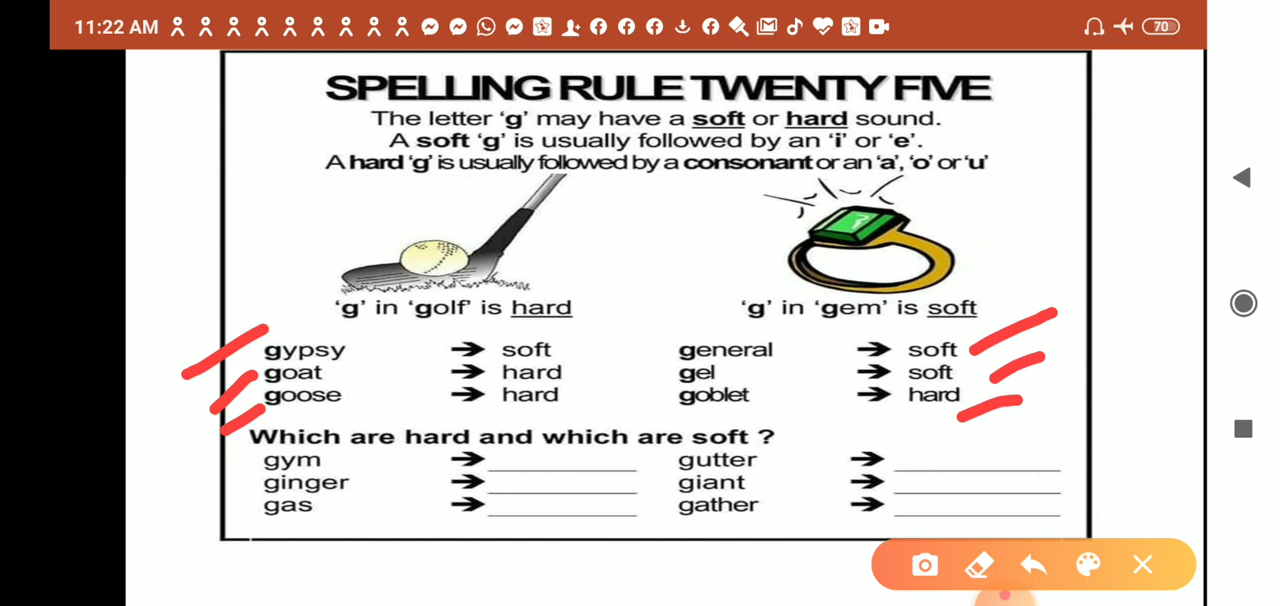 11:22 AM
70
SPELLING RULE TWENTY FIVE
The letter ‘g’ may have a soft or hard sound.
A soft ‘g’ is usually followed by an ‘i’ or ‘e’.
A hard ‘g’ is usually followed by a consonant or an ‘a’, ‘o’ or ‘u’
‘g’ in ‘golf’ is hard
‘g’ in ‘gem’ is soft
gypsy → soft general → soft
goat → hard gel → soft
goose → hard goblet → hard
Which are hard and which are soft ?
gym → gutter →
ginger → giant →
gas → gather →